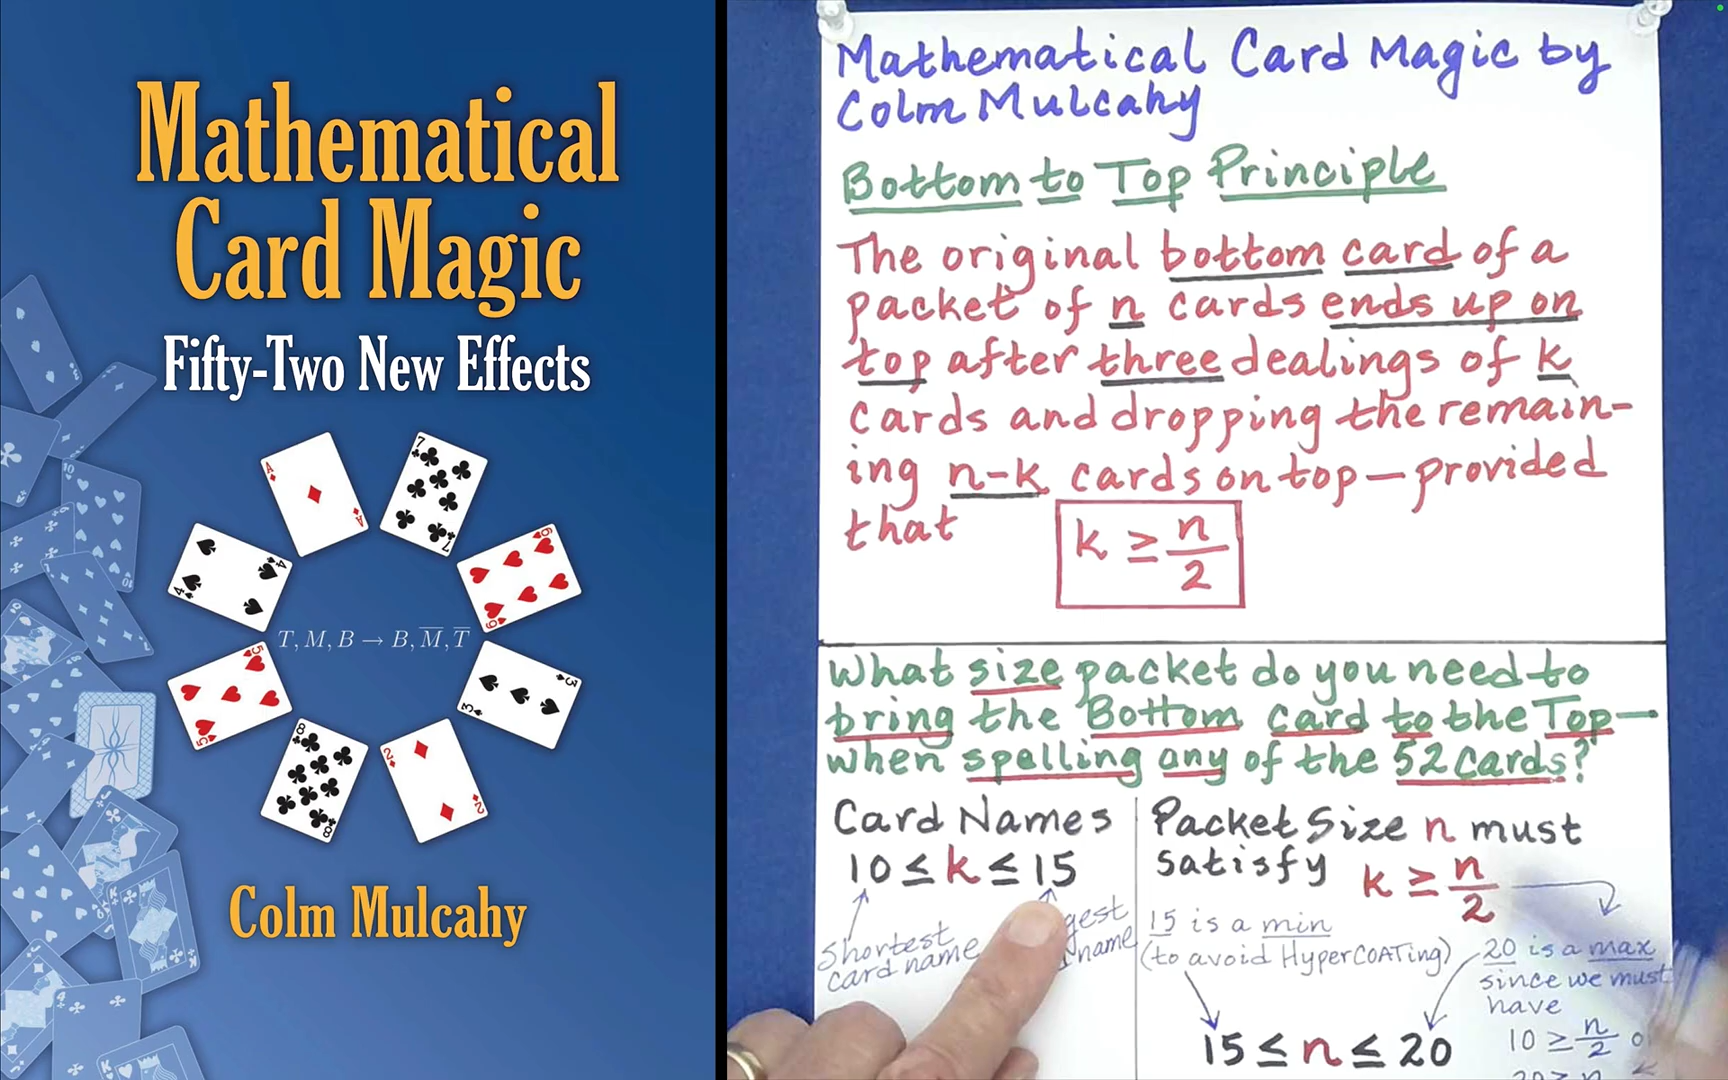 Mathematical
Card Magic
Fifty-Two New Effects
T, M, B → B, M̅, T̅
Colm Mulcahy
Mathematical Card Magic by
Colm Mulcahy
Bottom to Top Principle
The original bottom card of a
packet of n cards ends up on
top after three dealings of k
cards and dropping the remain-
ing n-k cards on top—provided
that
k ≥ n/2
What size packet do you need to
bring the Bottom card to the Top—
when spelling any of the 52 cards?
Card Names
10 ≤ k ≤ 15
Shortest
card name
name
Packet Size n must
satisfy k ≥ n/2
15 is a min
(to avoid HyperCOATing)
20 is a max
since we must
have
10 ≥ n/2
15 ≤ n ≤ 20